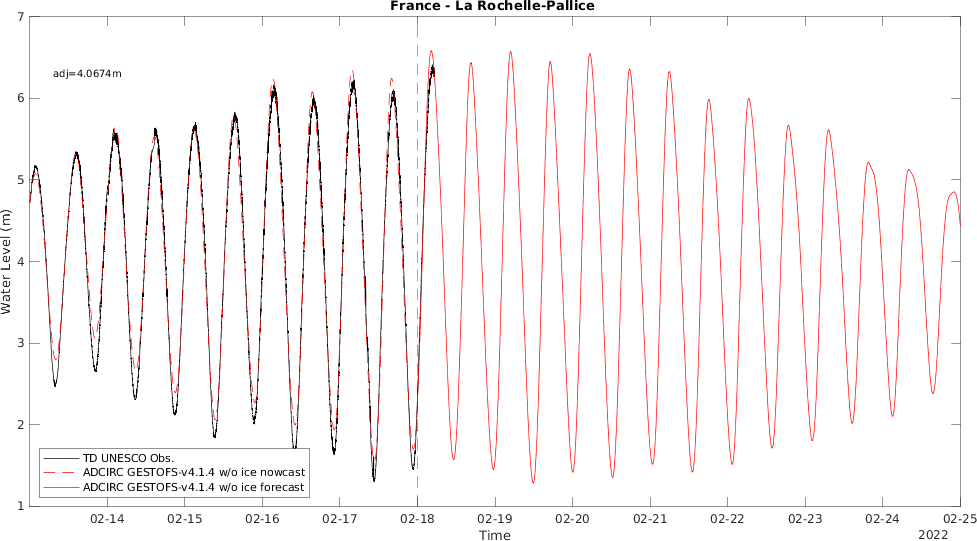 France - La Rochelle-Pallice
7
6
5
4
3
2
1
Water Level (m)
adj=4.0674m
TD UNESCO Obs.
ADCIRC GESTOFS-v4.1.4 w/o ice nowcast
ADCIRC GESTOFS-v4.1.4 w/o ice forecast
02-14 02-15 02-16 02-17 02-18 02-19 02-20 02-21 02-22 02-23 02-24 02-25
Time
2022